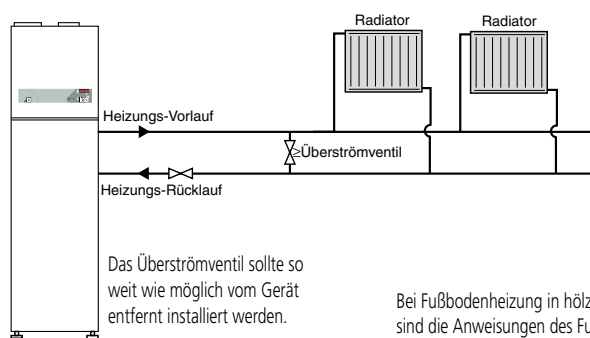 Radiator
Radiator
Heizungs-Vorlauf
≥Überströmventil
Heizungs-Rücklauf
Das Überströmventil sollte so
weit wie möglich vom Gerät
entfernt installiert werden.
Bei Fußbodenheizung in
sind die Anweisungen des